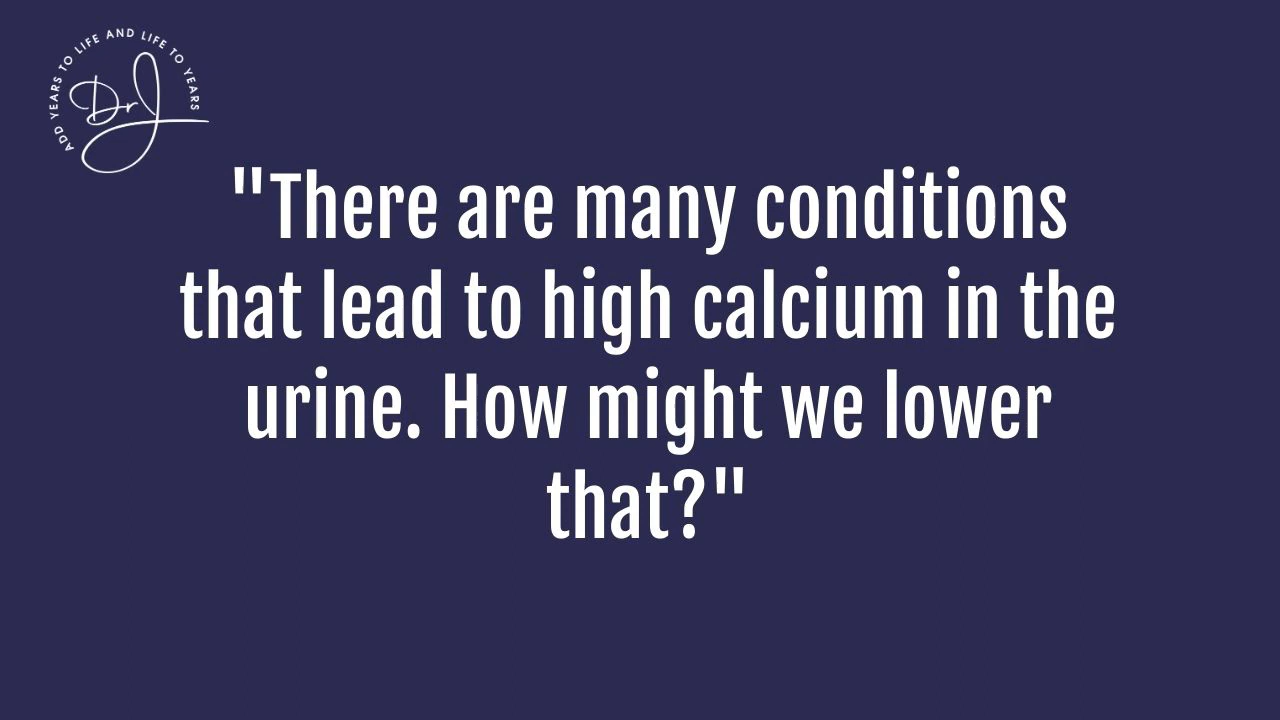 ADD YEARS TO LIFE AND LIFE TO YEARS
Dr J
"There are many conditions
that lead to high calcium in the
urine. How might we lower
that?"